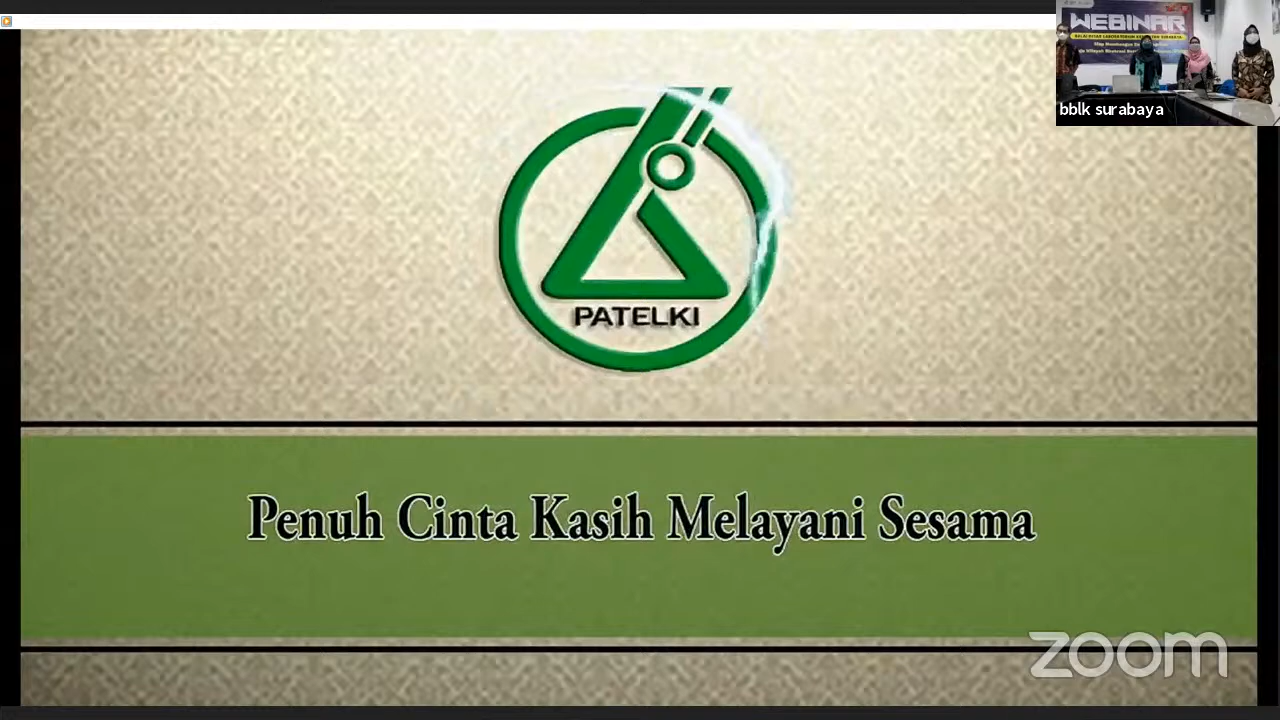 WEBINAR
bblk surabaya
PATELKI
Penuh Cinta Kasih Melayani Sesama
zoom